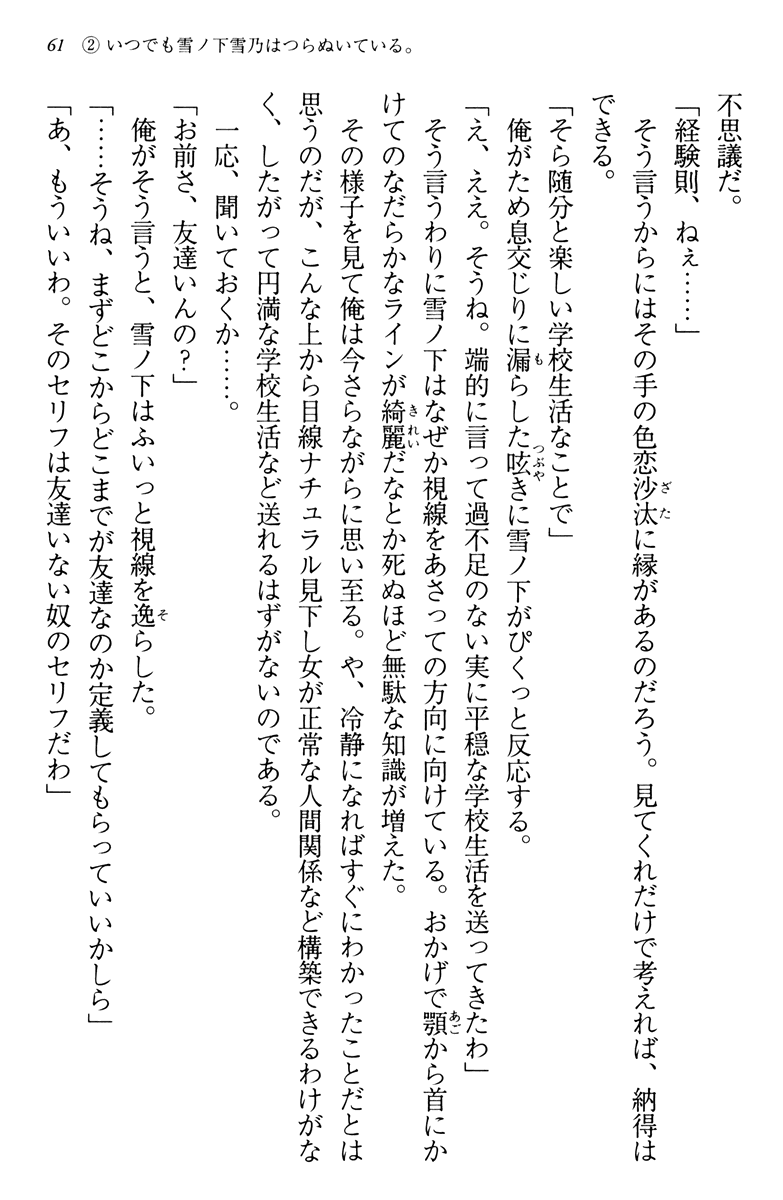 61 ② いつでも雪ノ下雪乃はつらぬいている。
不思議だ。
「経験則、ねぇ……」
　そう言うからにはその手の色恋沙汰に縁があるのだろう。見てくれだけで考えれば、納得は
できる。
「そら随分と楽しい学校生活なことで」
　俺がため息交じりに漏らした呟きに雪ノ下がぴくっと反応する。
「え、ええ。そうね。端的に言って過不足のない実に平穏な学校生活を送ってきたわ」
　そう言うわりに雪ノ下はなぜか視線をあさっての方向に向けている。おかげで顎から首にか
けてのなだらかなラインが綺麗だなとか死ぬほど無駄な知識が増えた。
　その様子を見て俺は今さらながらに思い至る。や、冷静になればすぐにわかったことだとは
思うのだが、こんな上から目線ナチュラル見下し女が正常な人間関係など構築できるわけがな
く、したがって円満な学校生活など送れるはずがないのである。
　一応、聞いておくか……。
「お前さ、友達いんの？」
　俺がそう言うと、雪ノ下はふいっと視線を逸らした。
「……そうね、まずどこからどこまでが友達なのか定義してもらっていいかしら」
「あ、もういいわ。そのセリフは友達いない奴のセリフだわ」